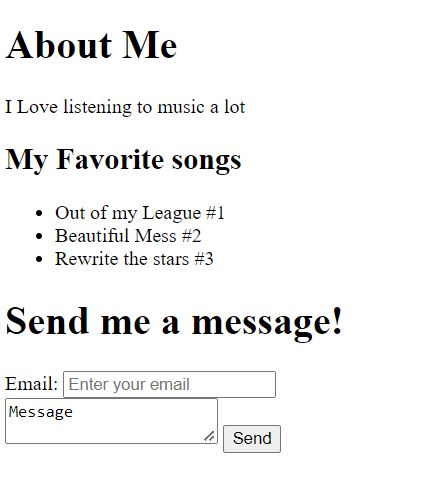 About Me
I Love listening to music a lot
My Favorite songs
Out of my League #1
Beautiful Mess #2
Rewrite the stars #3
Send me a message!
Email: Enter your email
Message Send